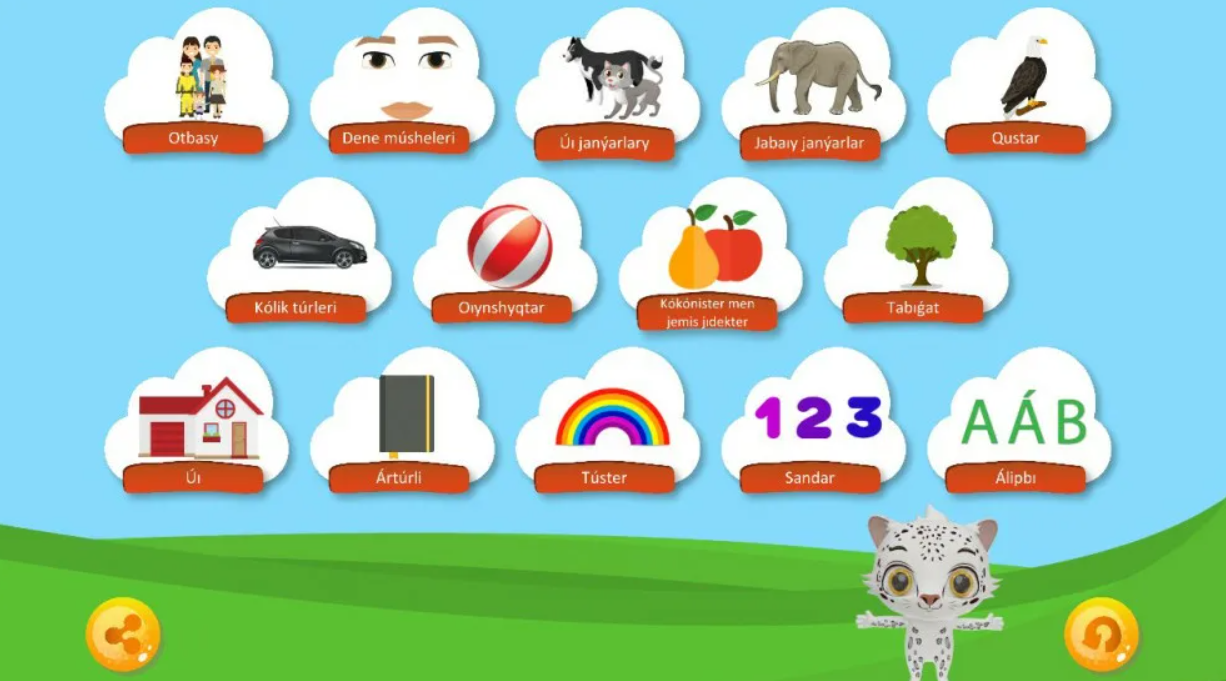 Otbasy
Dene músheleri
Úı janýarlary
Jabaıy janýarlar
Qustar
Kólik túrleri
Oıynshyqtar
Kókónister men
jemis jıdekter
Tabıǵat
Úı
Ártúrli
Túster
123
Sandar
AÁB
Álipbı